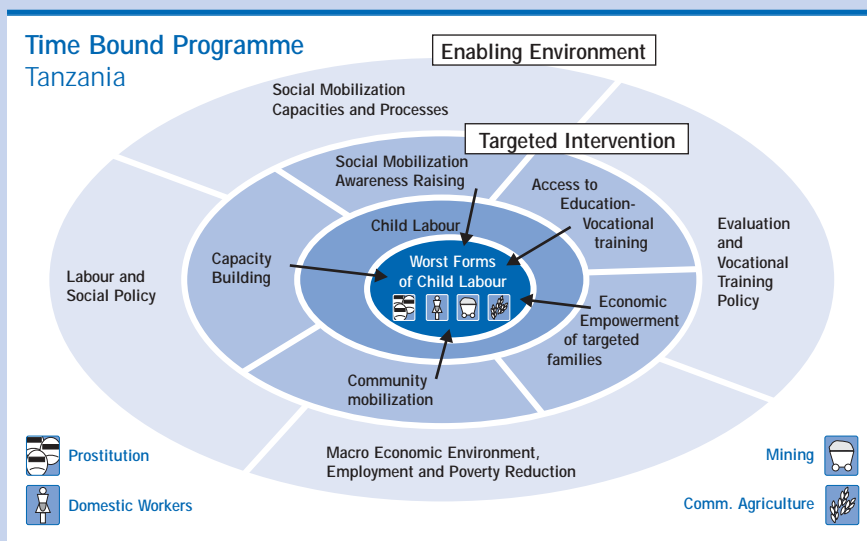 Time Bound Programme
Tanzania
Enabling Environment
Social Mobilization
Capacities and Processes
Targeted Intervention
Social Mobilization
Awareness Raising
Access to
Education-
Vocational
training
Child Labour
Evaluation
and
Vocational
Training
Policy
Capacity
Building
Worst Forms
of Child Labour
Labour and
Social Policy
Economic
Empowerment
of targeted
families
Community
mobilization
Macro Economic Environment,
Employment and Poverty Reduction
Prostitution
Mining
Domestic Workers
Comm. Agriculture